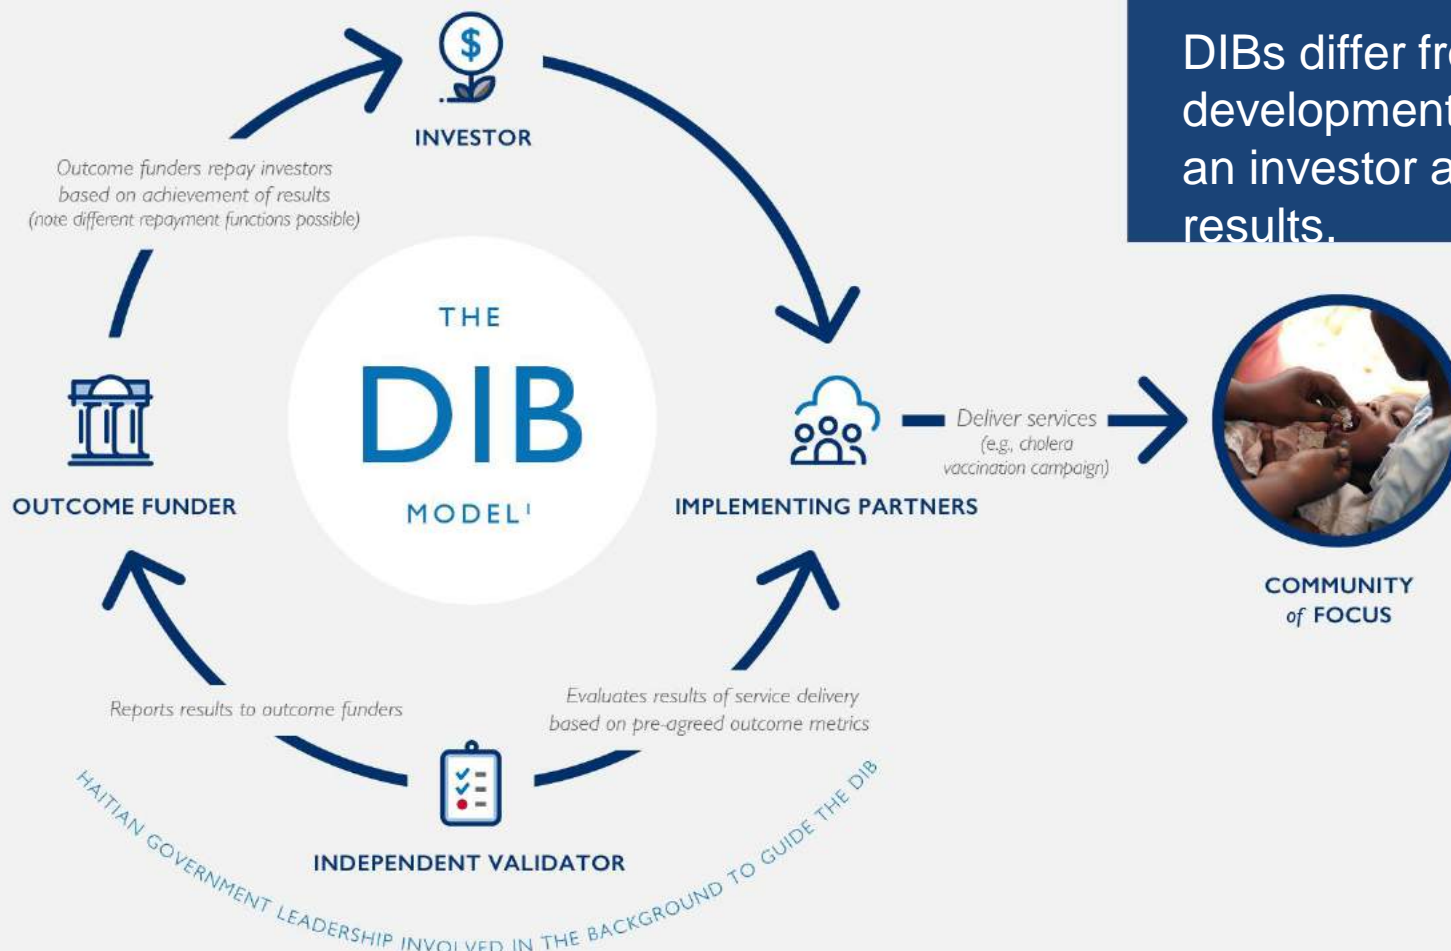 DIBs differ
development
an investor
results.
$
INVESTOR
Outcome funders repay investors
based on achievement of results
(note different repayment functions possible)
THE
DIB
MODEL¹
OUTCOME FUNDER
IMPLEMENTING PARTNERS
Deliver services
(e.g., cholera
vaccination campaign)
COMMUNITY
of FOCUS
Reports results to outcome funders
Evaluates results of service delivery
based on pre-agreed outcome metrics
INDEPENDENT VALIDATOR
HAITIAN GOVERNMENT LEADERSHIP INVOLVED IN THE BACKGROUND TO GUIDE THE DIB